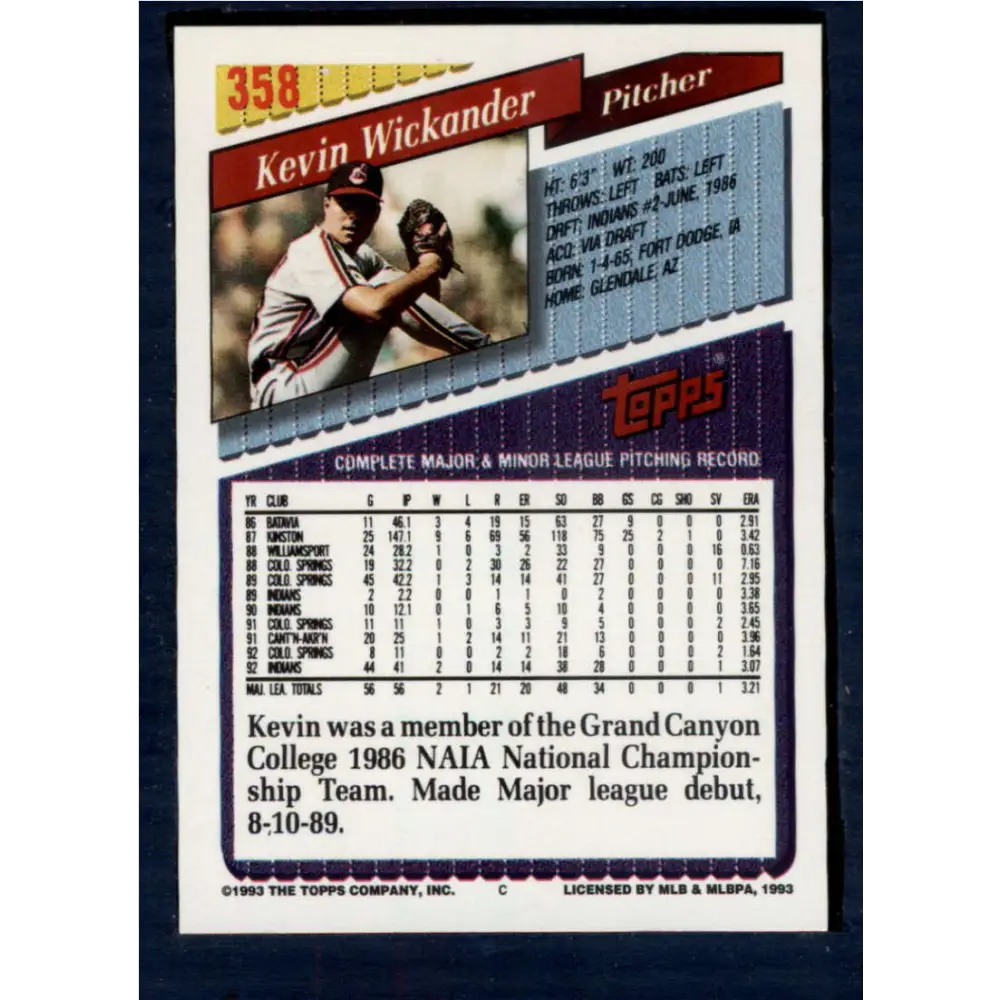 358
Kevin Wickander
Pitcher
HT: 6'3" WT: 200
THROWS: LEFT BATS: LEFT
DRFT: INDIANS #2-JUNE, 1986
ACQ: VIA DRAFT
BORN: 1-4-65, FORT DODGE, IA
HOME: GLENDALE, AZ
topps®
COMPLETE MAJOR & MINOR LEAGUE PITCHING RECORD
YR CLUB G IP W L R ER SO BB GS CG SHO SV ERA
86 BATAVIA 11 46.1 3 4 19 15 63 27 9 0 0 0 2.91
87 KINSTON 25 147.1 9 6 69 56 118 75 25 2 1 0 3.42
88 WILLIAMSPORT 24 28.2 1 0 3 2 33 9 0 0 0 16 0.63
88 COLO. SPRINGS 19 32.2 0 2 30 26 22 27 0 0 0 0 7.16
89 COLO. SPRINGS 45 42.2 1 3 14 14 41 27 0 0 0 11 2.95
89 INDIANS 2 2.2 0 0 1 1 0 2 0 0 0 0 3.38
90 INDIANS 10 12.1 0 1 6 5 10 4 0 0 0 0 3.65
91 COLO. SPRINGS 11 11 1 0 3 3 9 5 0 0 0 2 2.45
91 CANT'N-AKR'N 20 25 1 2 14 11 21 13 0 0 0 0 3.96
92 COLO. SPRINGS 8 11 0 0 2 2 18 6 0 0 0 2 1.64
92 INDIANS 44 41 2 0 14 14 38 28 0 0 0 1 3.07
MAJ. LEA. TOTALS 56 56 2 1 21 20 48 34 0 0 0 1 3.21
Kevin was a member of the Grand Canyon
College 1986 NAIA National Champion-
ship Team. Made Major league debut,
8-10-89.
©1993 THE TOPPS COMPANY, INC. C LICENSED BY MLB & MLBPA, 1993